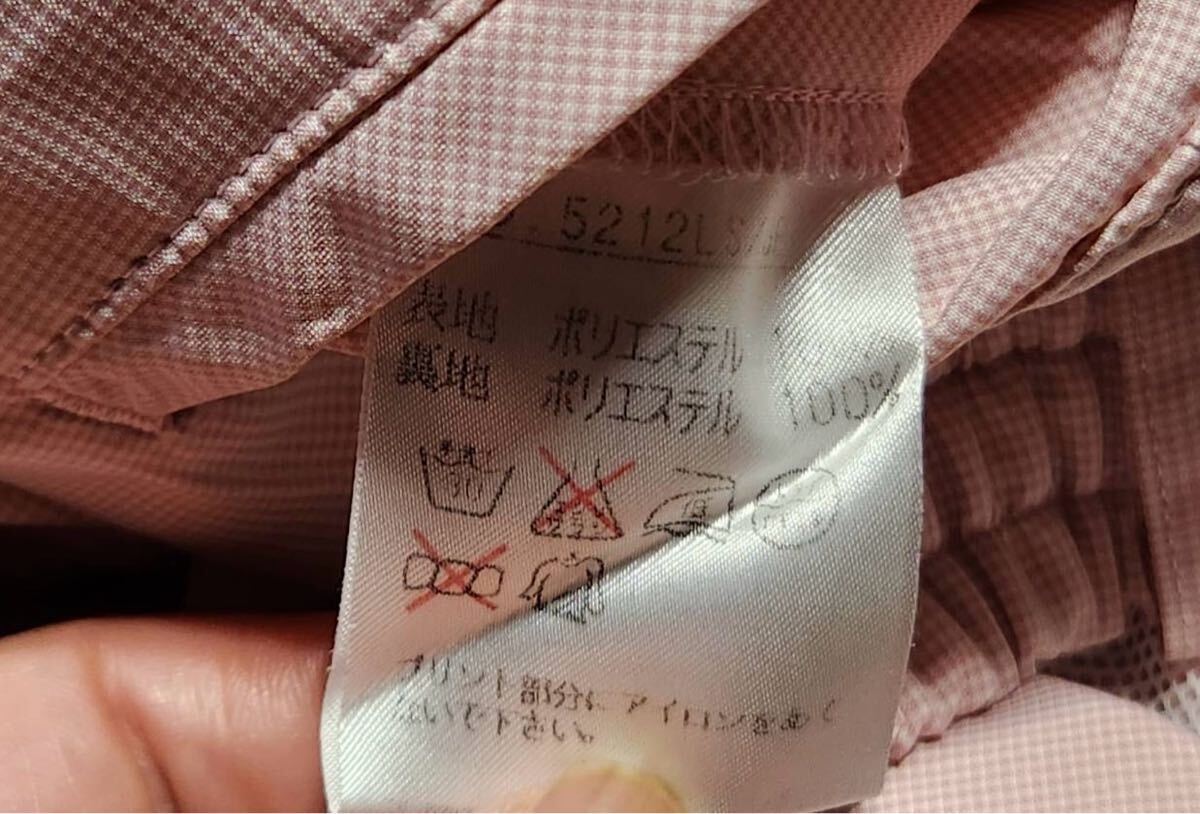 5212LS
表地 ポリエステル
裏地 ポリエステル 100%
30
プリント部分にアイロンをあて
ないで下さい。